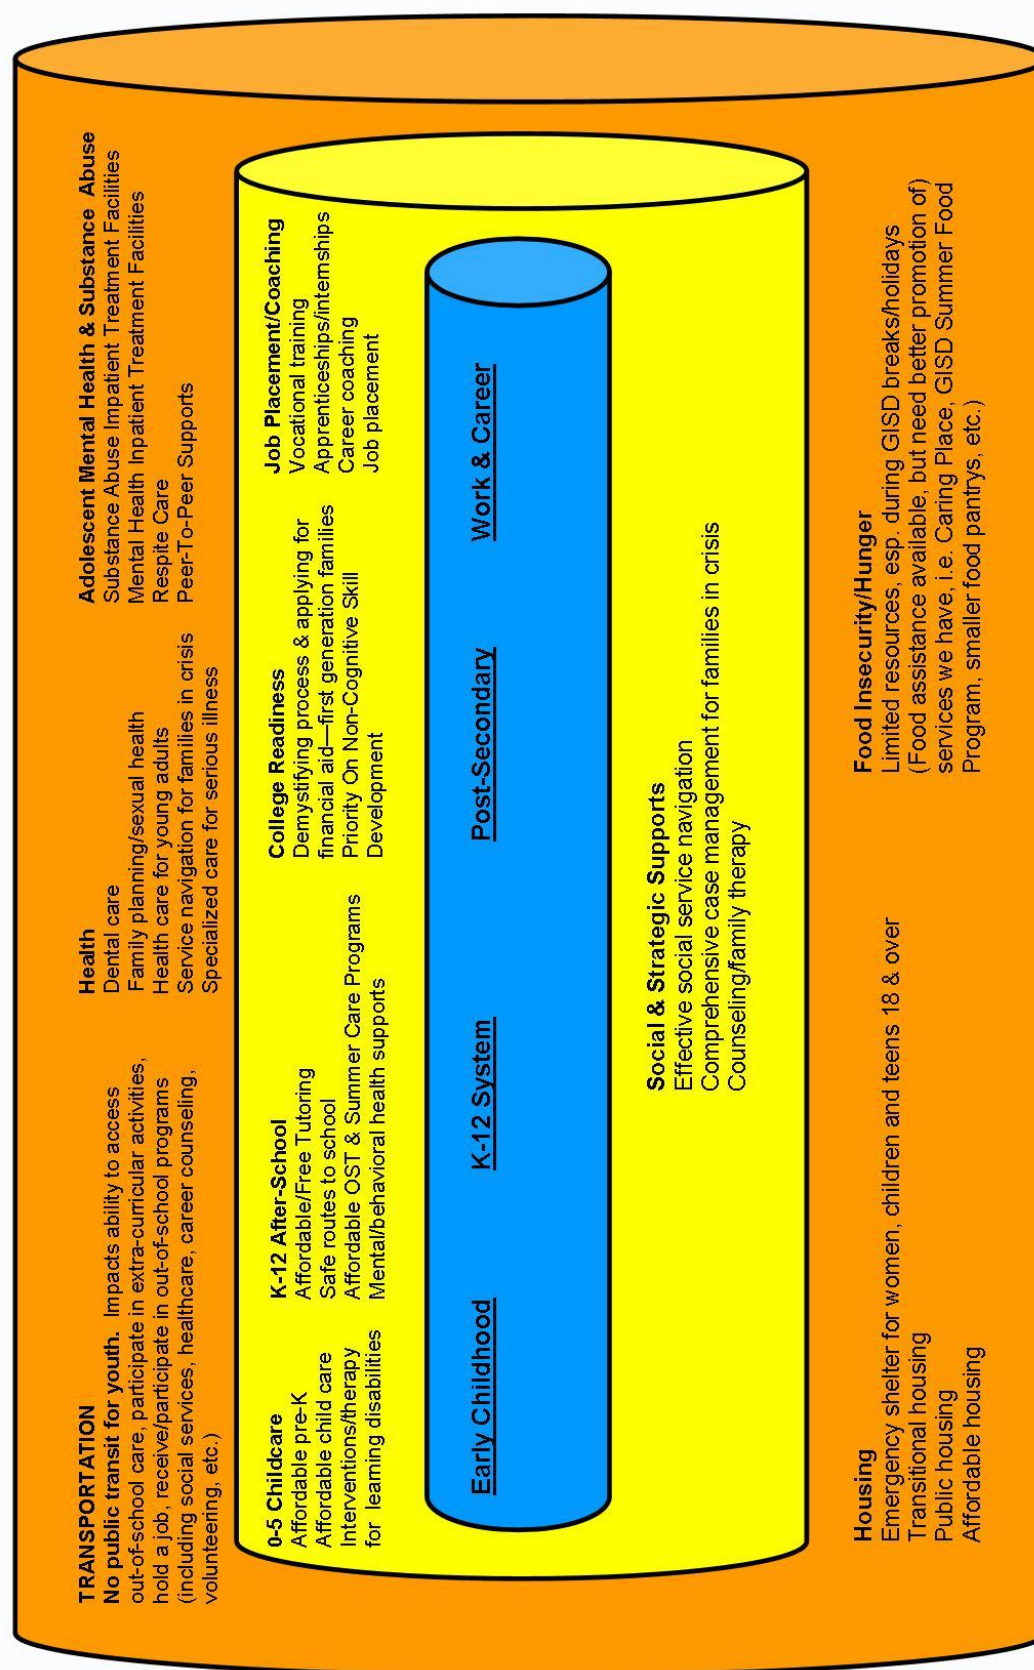 TRANSPORTATION
No public transit for youth. Impacts ability to access
out-of-school care, participate in extra-curricular activities,
hold a job, receive/participate in out-of-school programs
(including social services, healthcare, career counseling,
volunteering, etc.)
Health
Dental care
Family planning/sexual health
Health care for young adults
Service navigation for families in crisis
Specialized care for serious illness
Adolescent Mental Health & Substance Abuse
Substance Abuse Impatient Treatment Facilities
Mental Health Inpatient Treatment Facilities
Respite Care
Peer-To-Peer Supports
0-5 Childcare
Affordable pre-K
Affordable child care
Interventions/therapy
for learning disabilities
K-12 After-School
Affordable/Free Tutoring
Safe routes to school
Affordable OST & Summer Care Programs
Mental/behavioral health supports
College Readiness
Demystifying process & applying for
financial aid—first generation families
Priority On Non-Cognitive Skill
Development
Job Placement/Coaching
Vocational training
Apprenticeships/internships
Career coaching
Job placement
Early Childhood
K-12 System
Post-Secondary
Work & Career
Social & Strategic Supports
Effective social service navigation
Comprehensive case management for families in crisis
Counseling/family therapy
Housing
Emergency shelter for women, children and teens 18 & over
Transitional housing
Public housing
Affordable housing
Food Insecurity/Hunger
Limited resources, esp. during GISD breaks/holidays
(Food assistance available, but need better promotion of)
services we have, i.e. Caring Place, GISD Summer Food
Program, smaller food pantrys, etc.)